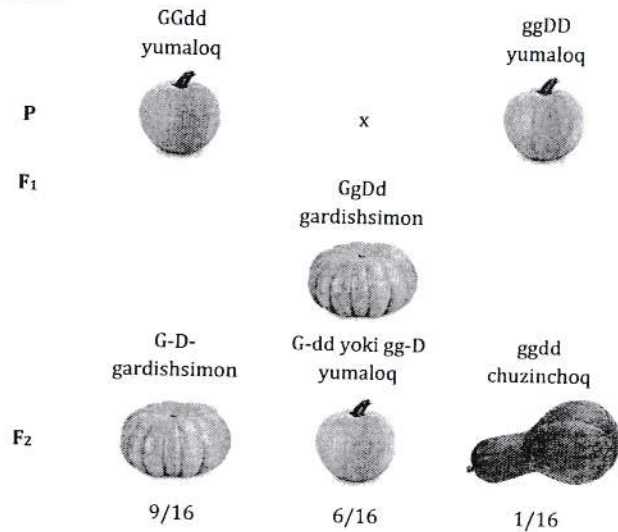 GGdd
yumaloq
ggDD
yumaloq
P
x
F₁
GgDd
gardishsimon
G-D-
gardishsimon
G-dd yoki gg-D
yumaloq
ggdd
chuzinchoq
F₂
9/16
6/16
1/16